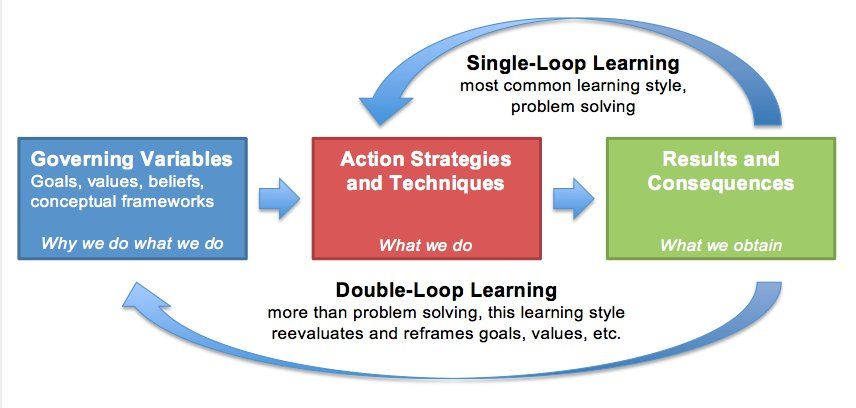 Single-Loop Learning
most common learning style,
problem solving
Governing Variables
Goals, values, beliefs,
conceptual frameworks
Why we do what we do
Action Strategies
and Techniques
What we do
Results and
Consequences
What we obtain
Double-Loop Learning
more than problem solving, this learning style
reevaluates and reframes goals, values, etc.